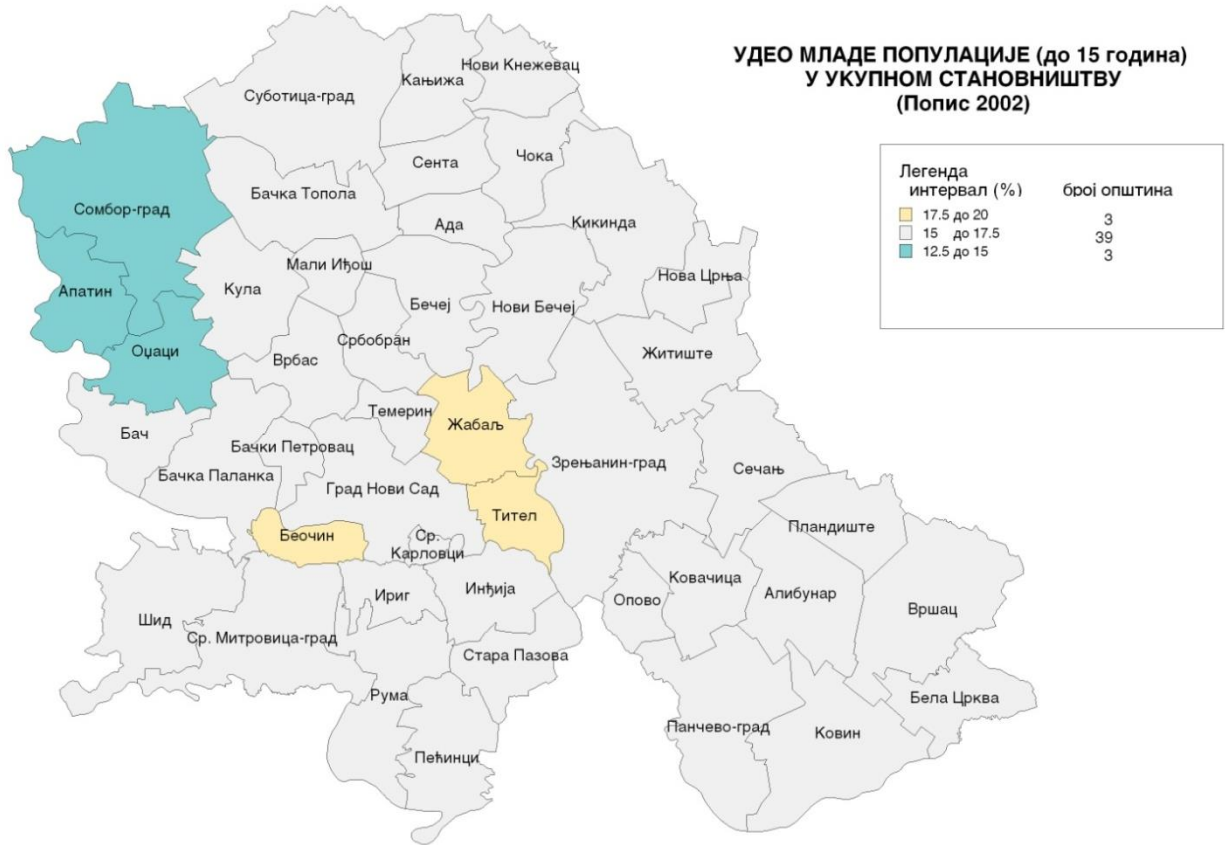 УДЕО МЛАДЕ ПОПУЛАЦИЈЕ (до 15 година)
У УКУПНОМ СТАНОВНИШТВУ
(Попис 2002)
Легенда
интервал (%) број општина
17.5 до 20 3
15 до 17.5 39
12.5 до 15 3
Нови Кнежевац
Кањижа
Суботица-град
Чока
Сента
Бачка Топола
Сомбор-град
Ада
Кикинда
Мали Иђош
Нова Црња
Апатин
Кула
Бечеј
Нови Бечеј
Србобран
Оџаци
Врбас
Житиште
Темерин
Жабаљ
Бач
Бачки Петровац
Зрењанин-град
Сечањ
Бачка Паланка
Град Нови Сад
Тител
Пландиште
Беочин
Ср.
Карловци
Ковачица
Инђија
Ириг
Опово
Алибунар
Вршац
Шид
Ср. Митровица-град
Стара Пазова
Рума
Бела Црква
Панчево-град
Ковин
Пећинци